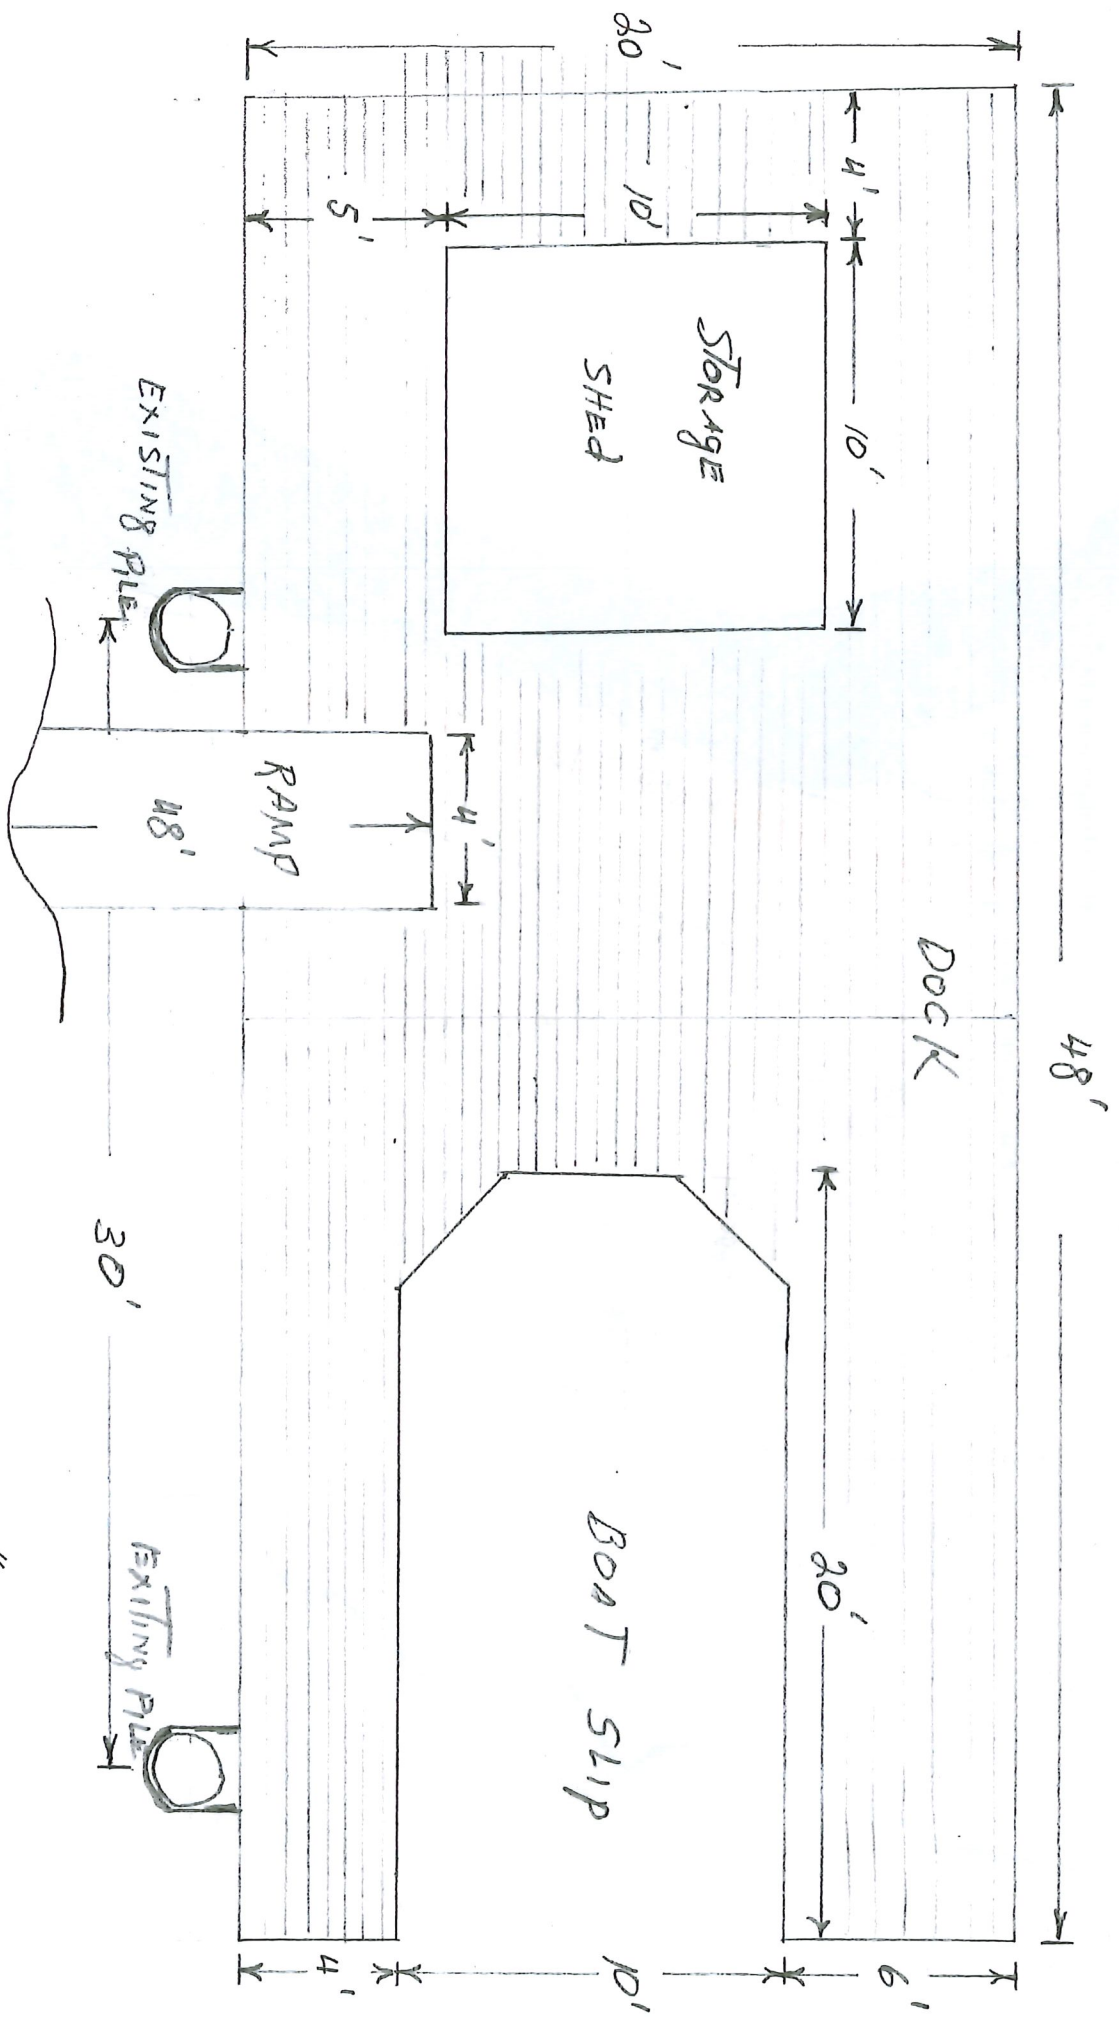 48'
DOCK
4'
10'
20'
6'
STORAGE
SHEd
10'
20'
BOAT SLIP
10'
4'
5'
4'
RAMP
48'
EXISTING PILE
EXITING PILE
30'